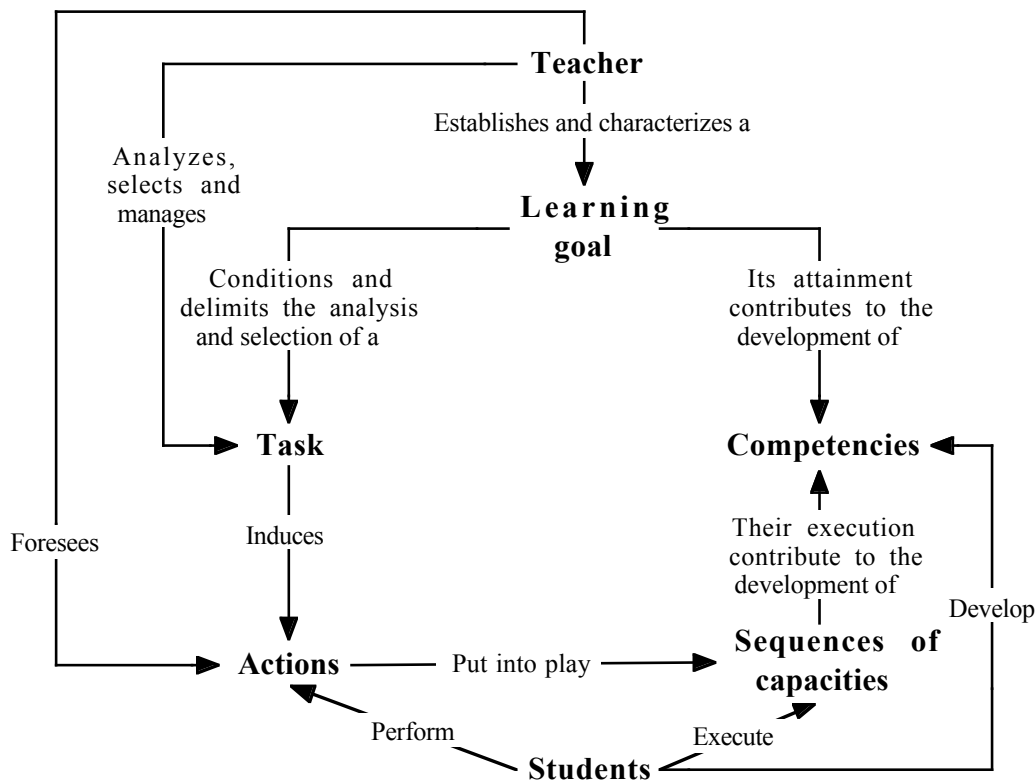 Teacher
Establishes and characterizes a
Analyzes,
selects and
manages
Learning
goal
Conditions and
delimits the analysis
and selection of a
Its attainment
contributes to the
development of
Task
Competencies
Foresees
Induces
Their execution
contribute to the
development of
Develop
Actions
Put into play
Sequences of
capacities
Perform
Execute
Students